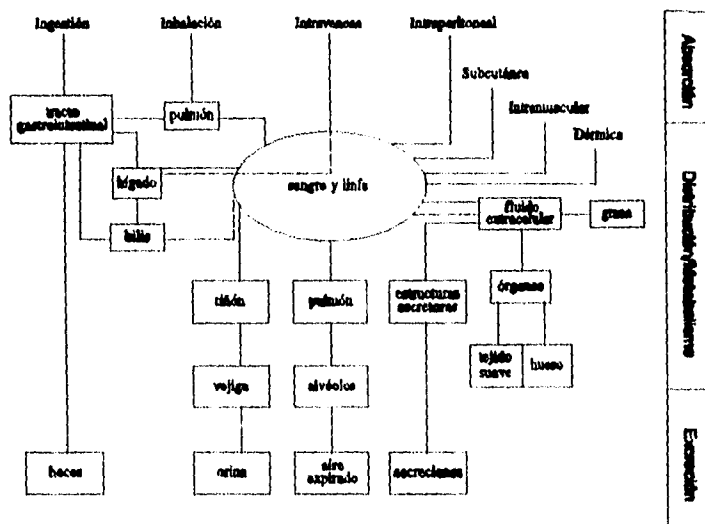 Ingestión
Inhalación
Intravenosa
Intraperitoneal
Subcutánea
Intramuscular
Dérmica
tracto
gastrointestinal
pulmón
hígado
bilis
sangre y linfa
fluido
extracelular
grasa
riñón
pulmón
estructuras
secretoras
órganos
tejido
suave
hueso
vejiga
alvéolos
heces
orina
aire
expirado
secreciones
Absorción
Distribución/Metabolismo
Excreción